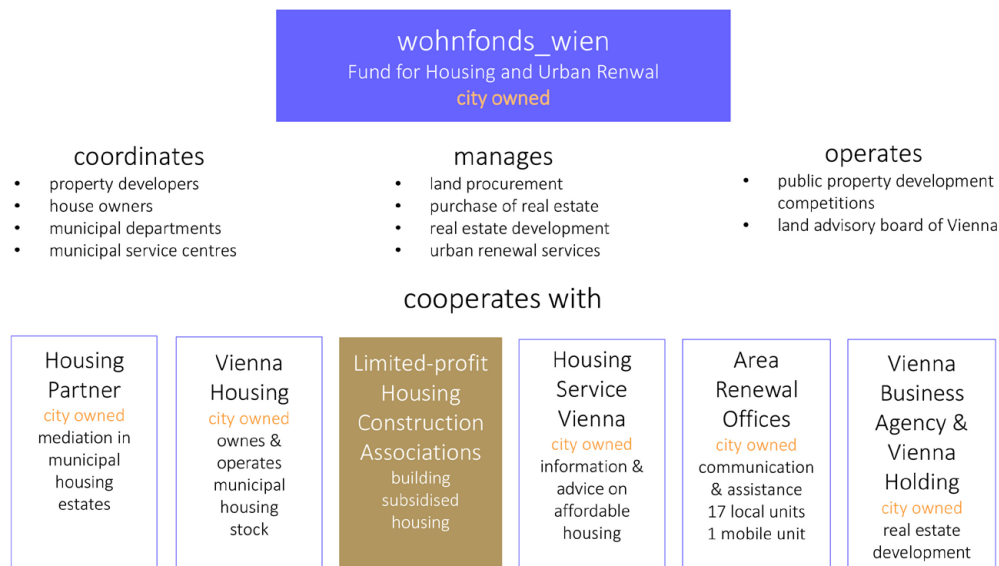 wohnfonds_wien
Fund for Housing and Urban Renwal
city owned
coordinates
• property developers
• house owners
• municipal departments
• municipal service centres
manages
• land procurement
• purchase of real estate
• real estate development
• urban renewal services
operates
• public property development
competitions
• land advisory board of Vienna
cooperates with
Housing
Partner
city owned
mediation in
municipal
housing
estates
Vienna
Housing
city owned
ownes &
operates
municipal
housing
stock
Limited-profit
Housing
Construction
Associations
building
subsidised
housing
Housing
Service
Vienna
city owned
information &
advice on
affordable
housing
Area
Renewal
Offices
city owned
communication
& assistance
17 local units
1 mobile unit
Vienna
Business
Agency &
Vienna
Holding
city owned
real estate
development